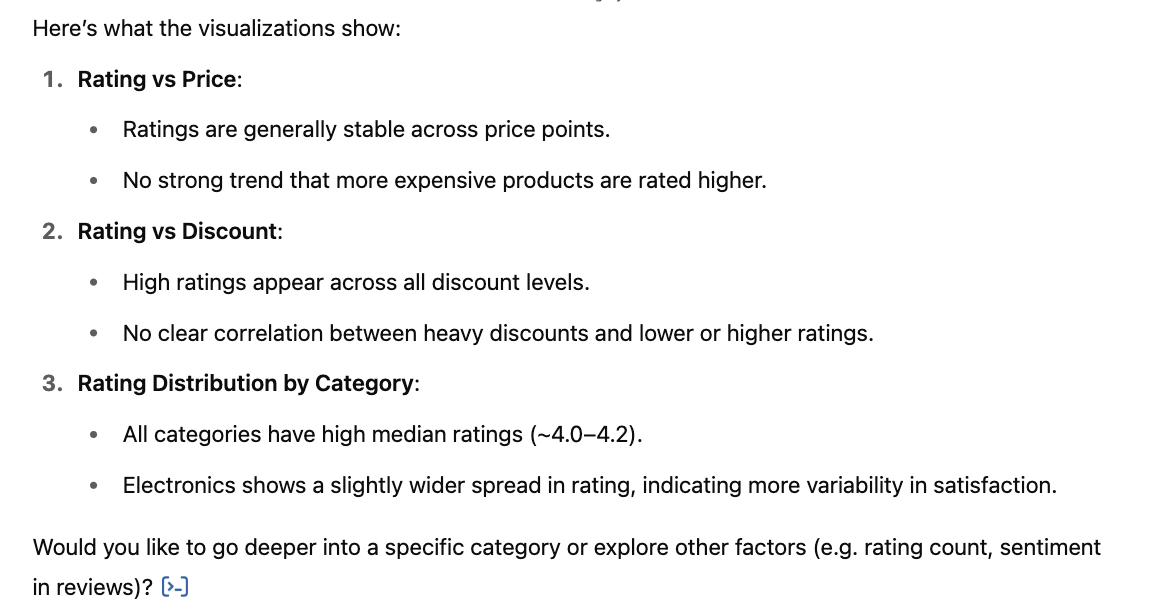 Here’s what the visualizations show:
1. Rating vs Price:
• Ratings are generally stable across price points.
• No strong trend that more expensive products are rated higher.
2. Rating vs Discount:
• High ratings appear across all discount levels.
• No clear correlation between heavy discounts and lower or higher ratings.
3. Rating Distribution by Category:
• All categories have high median ratings (~4.0–4.2).
• Electronics shows a slightly wider spread in rating, indicating more variability in satisfaction.
Would you like to go deeper into a specific category or explore other factors (e.g. rating count, sentiment
in reviews)? [>-]